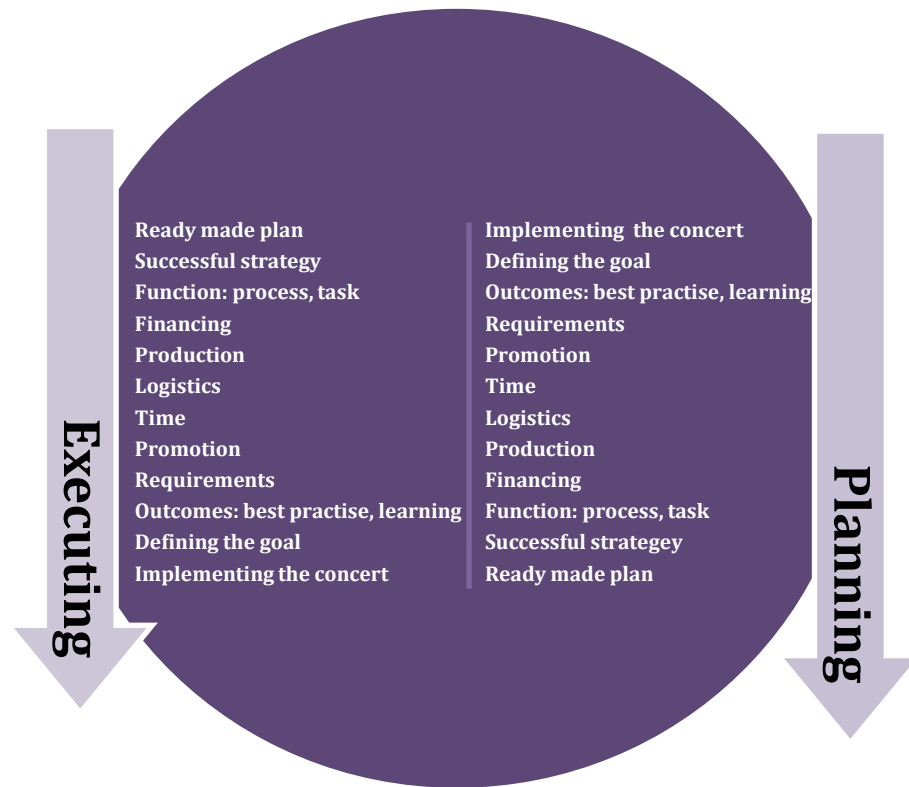 Executing
Ready made plan
Successful strategy
Function: process, task
Financing
Production
Logistics
Time
Promotion
Requirements
Outcomes: best practise, learning
Defining the goal
Implementing the concert
Implementing the concert
Defining the goal
Outcomes: best practise, learning
Requirements
Promotion
Time
Logistics
Production
Financing
Function: process, task
Successful strategey
Ready made plan
Planning